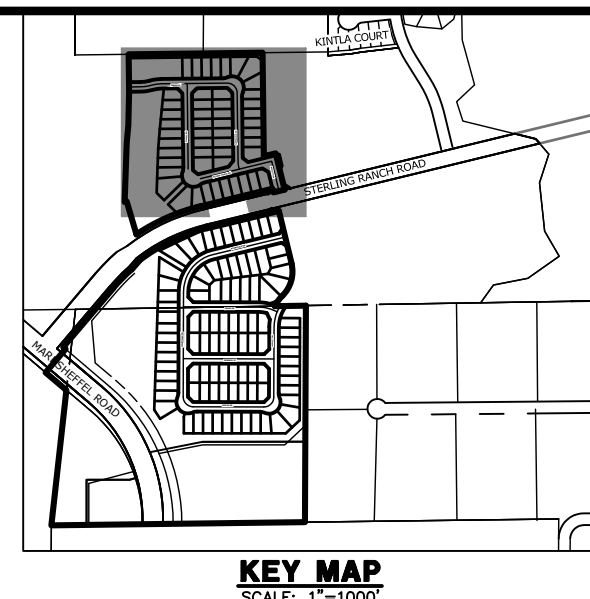 KINTLA COURT
STERLING RANCH ROAD
SHEFFEL ROAD
KEY MAP
SCALE: 1"=1000'